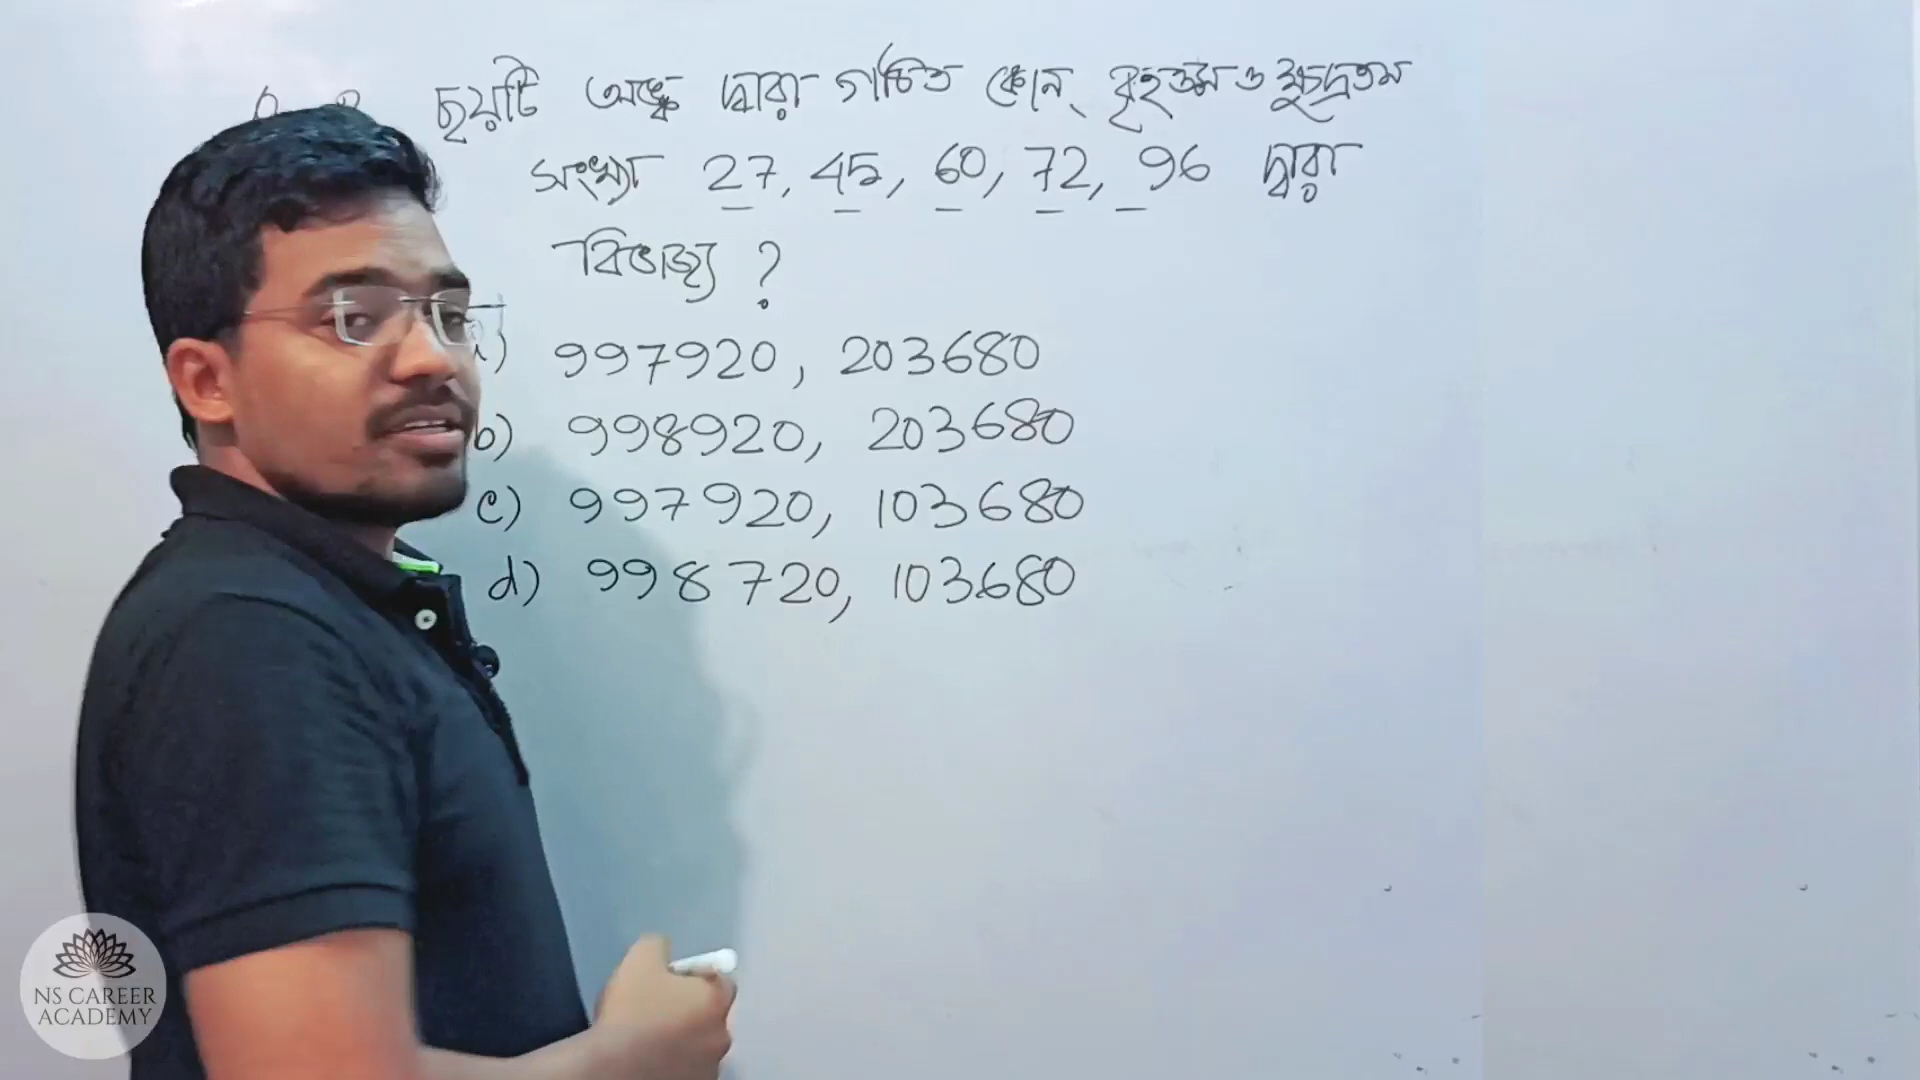 ছয়টি অঙ্ক দ্বারা গঠিত কোন্ বৃহত্তম ও ক্ষুদ্রতম
সংখ্যা 27, 45, 60, 72, 96 দ্বারা
বিভাজ্য ?
) 997920, 203680
b) 998920, 203680
c) 997920, 103680
d) 998720, 103680
NS CAREER
ACADEMY